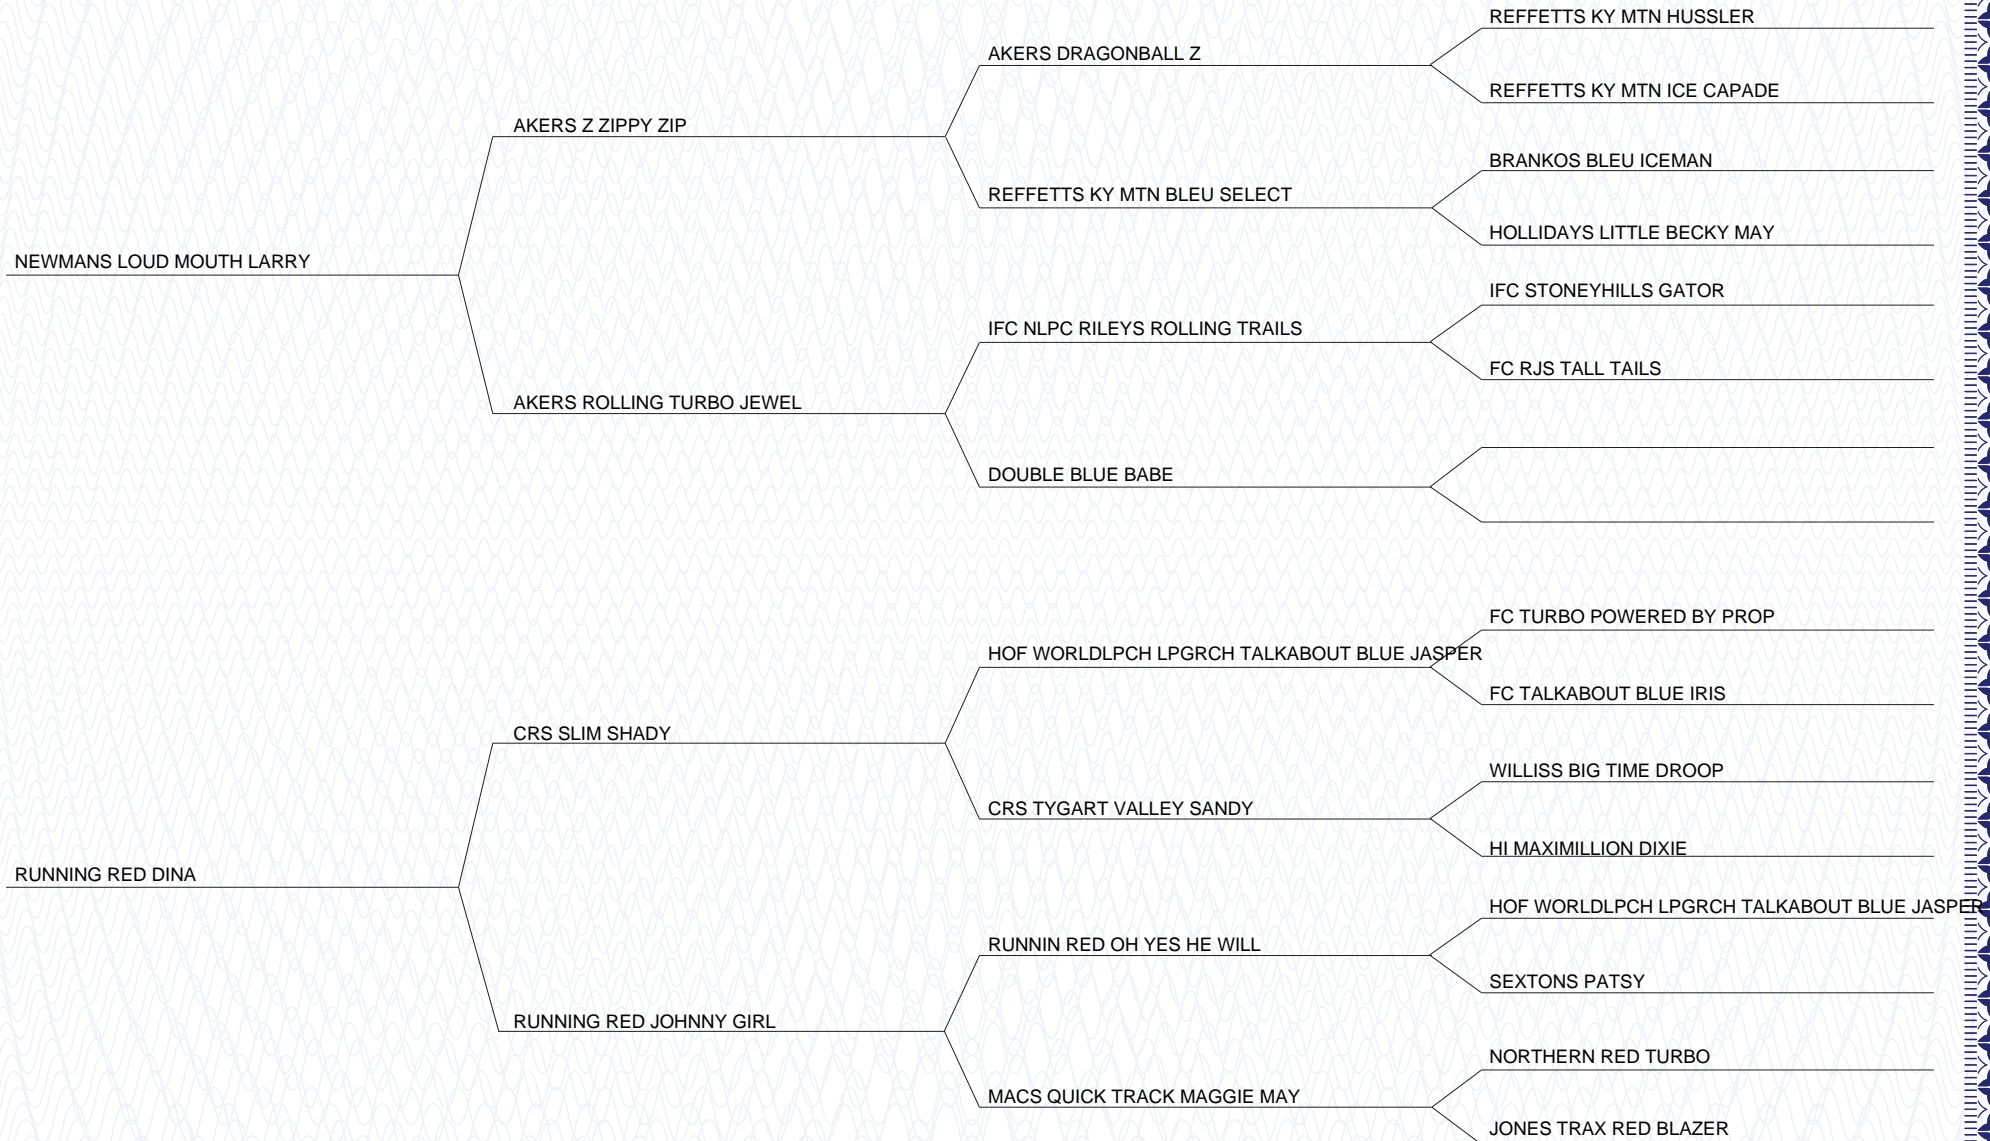 REFFETTS KY MTN HUSSLER
AKERS DRAGONBALL Z
REFFETTS KY MTN ICE CAPADE
AKERS Z ZIPPY ZIP
BRANKOS BLEU ICEMAN
REFFETTS KY MTN BLEU SELECT
HOLLIDAYS LITTLE BECKY MAY
NEWMANS LOUD MOUTH LARRY
IFC STONEYHILLS GATOR
IFC NLPC RILEYS ROLLING TRAILS
FC RJS TALL TAILS
AKERS ROLLING TURBO JEWEL
DOUBLE BLUE BABE
FC TURBO POWERED BY PROP
HOF WORLDLPCH LPGRCH TALKABOUT BLUE JASPER
FC TALKABOUT BLUE IRIS
CRS SLIM SHADY
WILLISS BIG TIME DROOP
CRS TYGART VALLEY SANDY
HI MAXIMILLION DIXIE
RUNNING RED DINA
HOF WORLDLPCH LPGRCH TALKABOUT BLUE JASPER
RUNNIN RED OH YES HE WILL
SEXTONS PATSY
RUNNING RED JOHNNY GIRL
NORTHERN RED TURBO
MACS QUICK TRACK MAGGIE MAY
JONES TRAX RED BLAZER